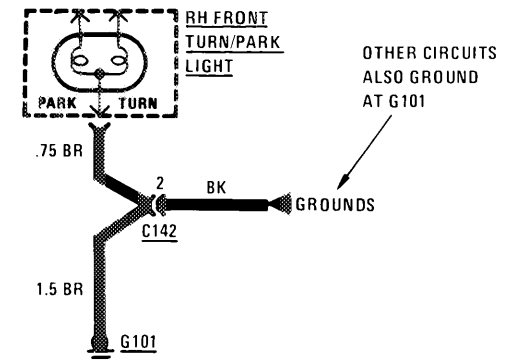 RH FRONT
TURN/PARK
LIGHT
PARK TURN
OTHER CIRCUITS
ALSO GROUND
AT G101
.75 BR
2
BK
GROUNDS
C142
1.5 BR
G101